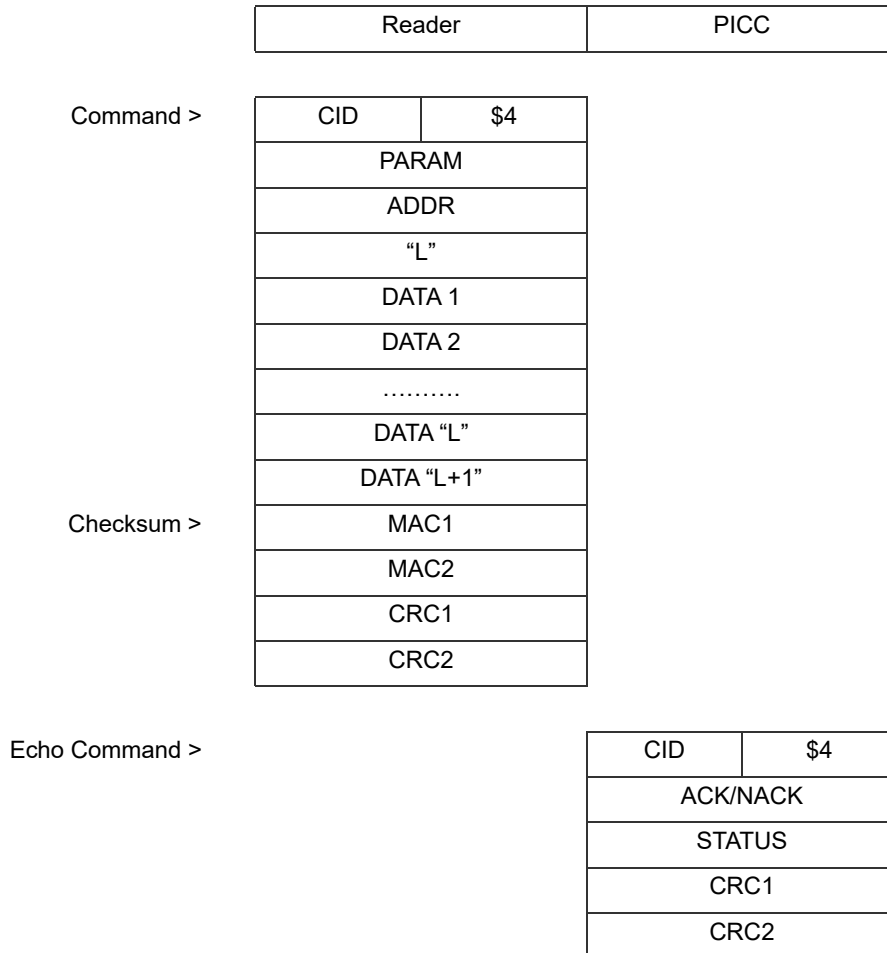 Reader PICC
Command > CID $4
PARAM
ADDR
“L”
DATA 1
DATA 2
……….
DATA “L”
DATA “L+1”
Checksum > MAC1
MAC2
CRC1
CRC2
Echo Command > CID $4
ACK/NACK
STATUS
CRC1
CRC2